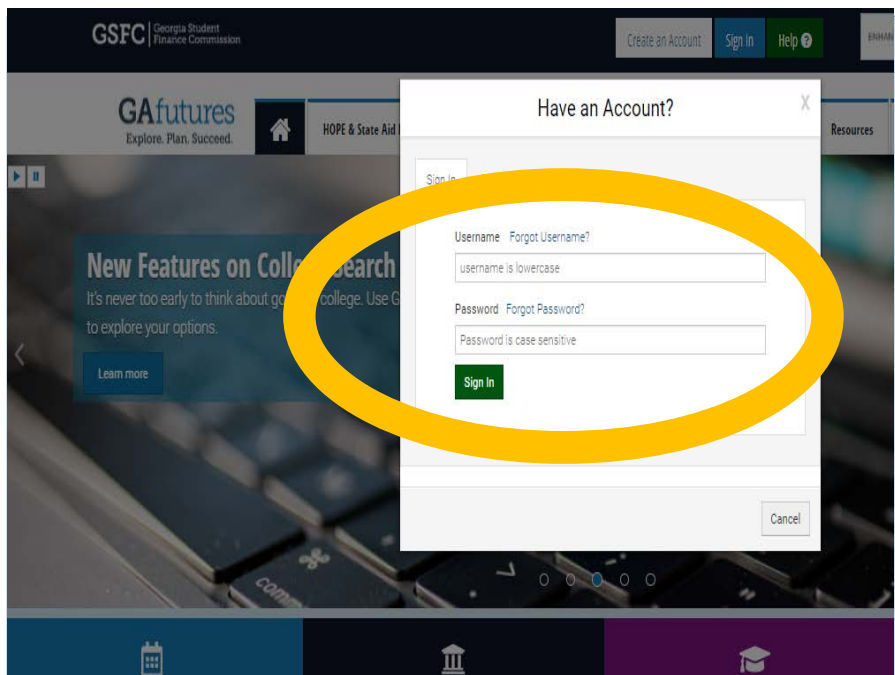 GSFC Georgia Student
Finance Commission
Create an Account Sign In Help
ENHAN
GAfutures
Explore. Plan. Succeed.
HOPE & State Aid
Resources
Have an Account?
X
Sign In
Username Forgot Username?
username is lowercase
Password Forgot Password?
Password is case sensitive
Sign In
Cancel
New Features on Search
It's never too early to think about college. Use G
to explore your options.
Learn more
comm